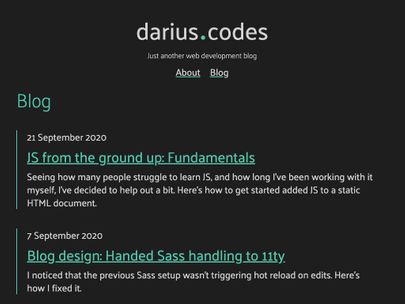 darius.codes
Just another web development blog
About Blog
Blog
21 September 2020
JS from the ground up: Fundamentals
Seeing how many people struggle to learn JS, and how long I've been working with it
myself, I've decided to help out a bit. Here's how to get started added JS to a static
HTML document.
7 September 2020
Blog design: Handed Sass handling to 11ty
I noticed that the previous Sass setup wasn't triggering hot reload on edits. Here's
how I fixed it.